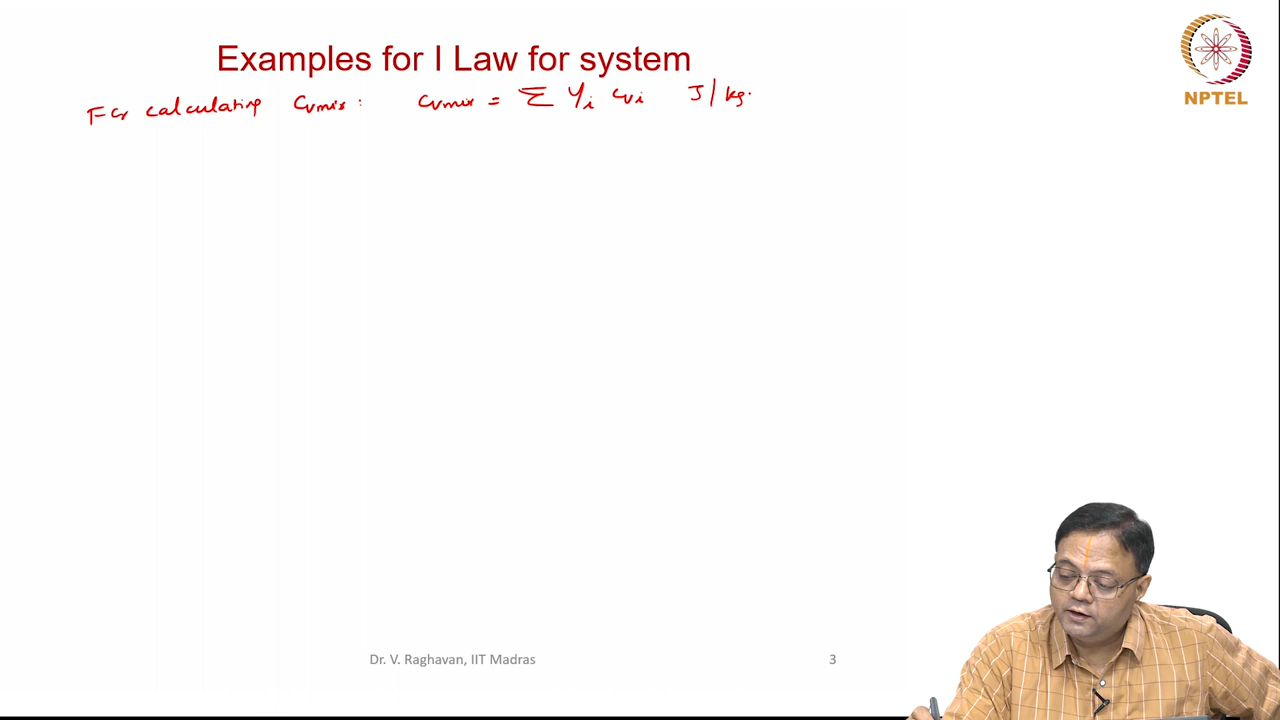 Examples for I Law for system
NPTEL
For calculating Cvmix : Cvmix = Σ Yi Cvi J/kg.
Dr. V. Raghavan, IIT Madras
3